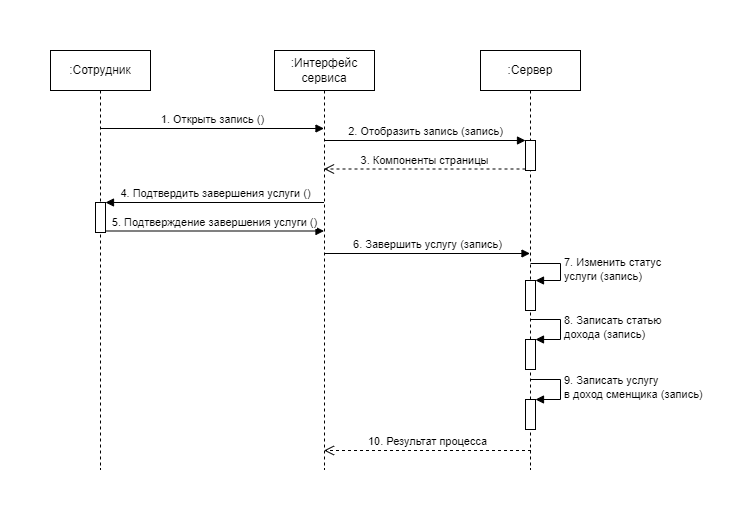 :Сотрудник
:Интерфейс
сервиса
:Сервер
1. Открыть запись ()
2. Отобразить запись (запись)
3. Компоненты страницы
4. Подтвердить завершения услуги ()
5. Подтверждение завершения услуги ()
6. Завершить услугу (запись)
7. Изменить статус
услуги (запись)
8. Записать статью
дохода (запись)
9. Записать услугу
в доход сменщика (запись)
10. Результат процесса